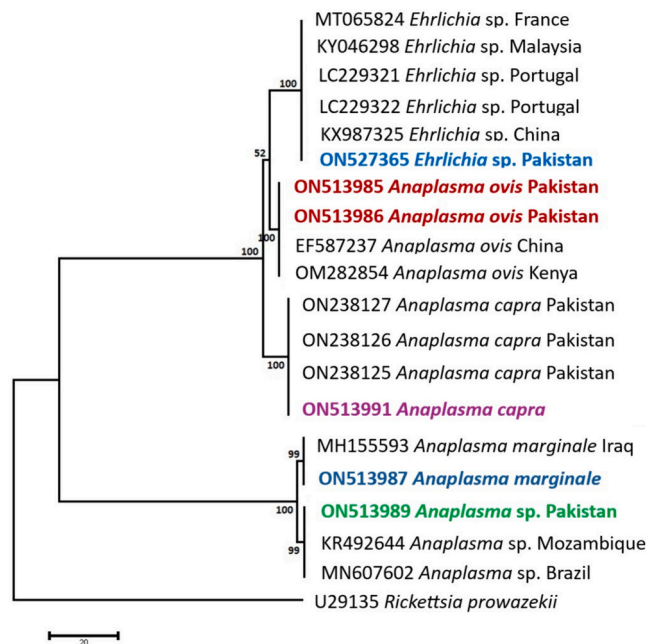 MT065824 Ehrlichia sp. France
KY046298 Ehrlichia sp. Malaysia
LC229321 Ehrlichia sp. Portugal
100
LC229322 Ehrlichia sp. Portugal
KX987325 Ehrlichia sp. China
52
ON527365 Ehrlichia sp. Pakistan
ON513985 Anaplasma ovis Pakistan
ON513986 Anaplasma ovis Pakistan
100
EF587237 Anaplasma ovis China
100
OM282854 Anaplasma ovis Kenya
ON238127 Anaplasma capra Pakistan
ON238126 Anaplasma capra Pakistan
100
ON238125 Anaplasma capra Pakistan
ON513991 Anaplasma capra
MH155593 Anaplasma marginale Iraq
99
ON513987 Anaplasma marginale
100
ON513989 Anaplasma sp. Pakistan
KR492644 Anaplasma sp. Mozambique
99
MN607602 Anaplasma sp. Brazil
U29135 Rickettsia prowazekii
20